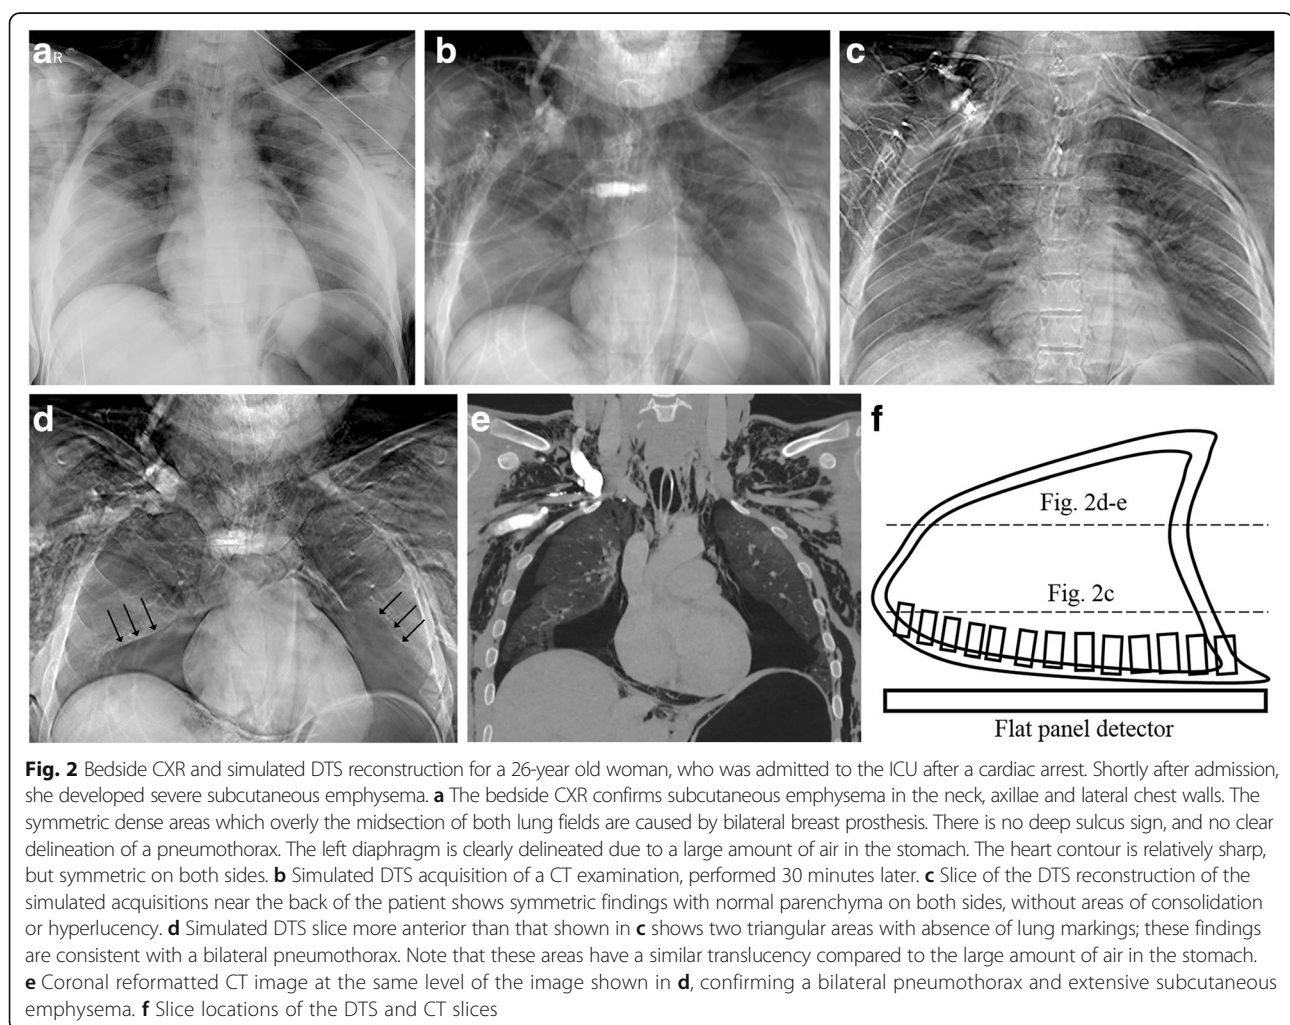 a R
b
c
d
e
f
Fig. 2d-e
Fig. 2c
Flat panel detector
Fig. 2 Bedside CXR and simulated DTS reconstruction for a 26-year old woman, who was admitted to the ICU after a cardiac arrest. Shortly after admission,
she developed severe subcutaneous emphysema. a The bedside CXR confirms subcutaneous emphysema in the neck, axillae and lateral chest walls. The
symmetric dense areas which overly the midsection of both lung fields are caused by bilateral breast prosthesis. There is no deep sulcus sign, and no clear
delineation of a pneumothorax. The left diaphragm is clearly delineated due to a large amount of air in the stomach. The heart contour is relatively sharp,
but symmetric on both sides. b Simulated DTS acquisition of a CT examination, performed 30 minutes later. c Slice of the DTS reconstruction of the
simulated acquisitions near the back of the patient shows symmetric findings with normal parenchyma on both sides, without areas of consolidation
or hyperlucency. d Simulated DTS slice more anterior than that shown in c shows two triangular areas with absence of lung markings; these findings
are consistent with a bilateral pneumothorax. Note that these areas have a similar translucency compared to the large amount of air in the stomach.
e Coronal reformatted CT image at the same level of the image shown in d, confirming a bilateral pneumothorax and extensive subcutaneous
emphysema. f Slice locations of the DTS and CT slices